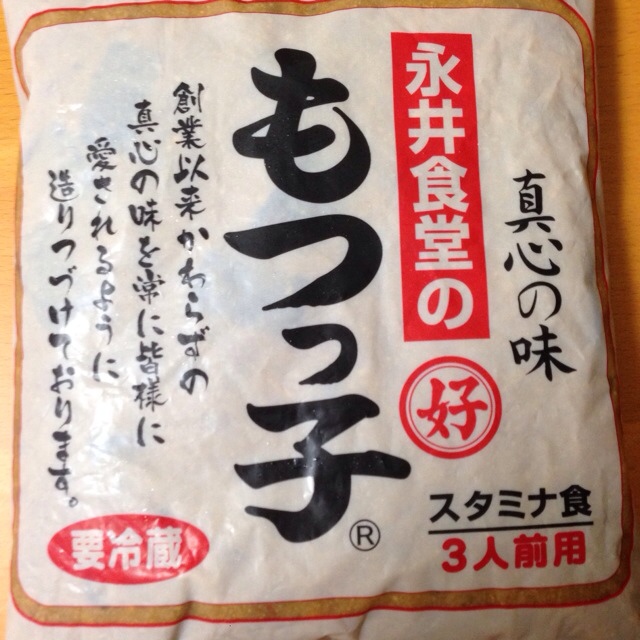 真心の味
永井食堂の
好
もつっ子
®
創業以来かわらずの
真心の味を常に皆様に
愛されるように
造りつづけております。
スタミナ食
3人前用
要冷蔵